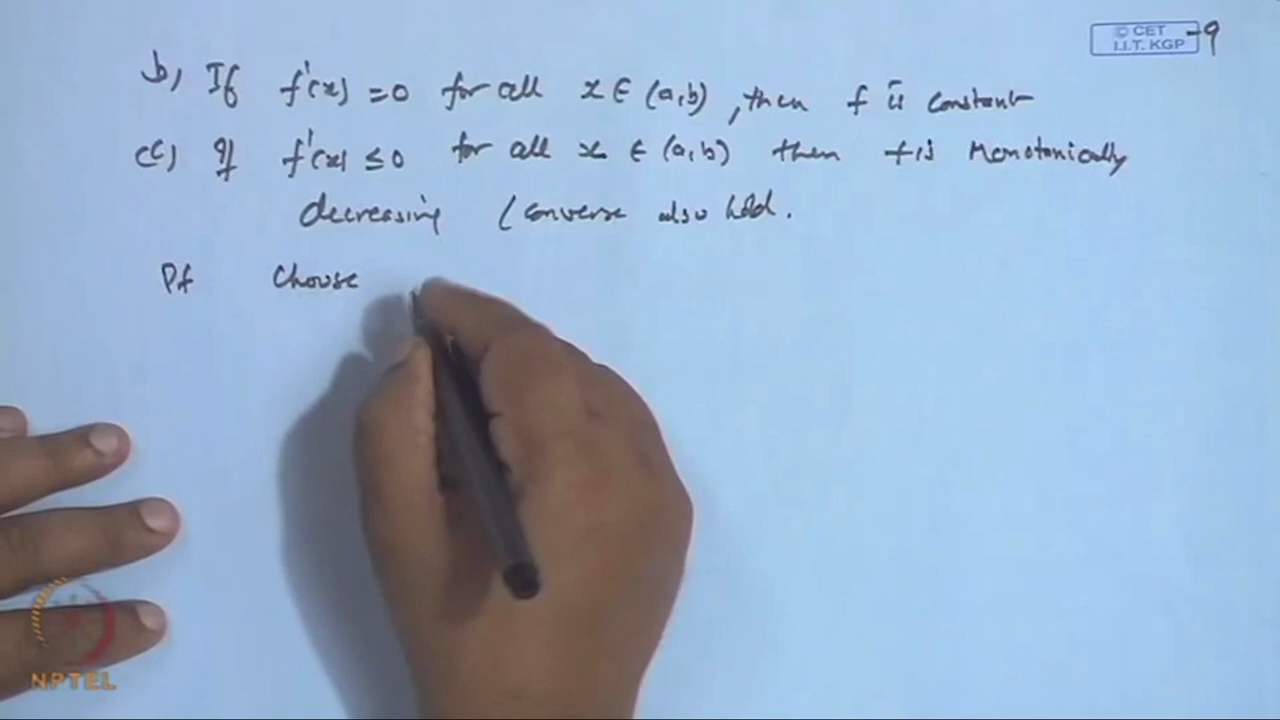 © CET
I.I.T. KGP -9
b) If f'(x) = 0 for all x ∈ (a,b), then f is constant
(c) If f'(x) ≤ 0 for all x ∈ (a,b) then f is Monotonically
decreasing (converse also hold.
Pf Choose
NPTEL